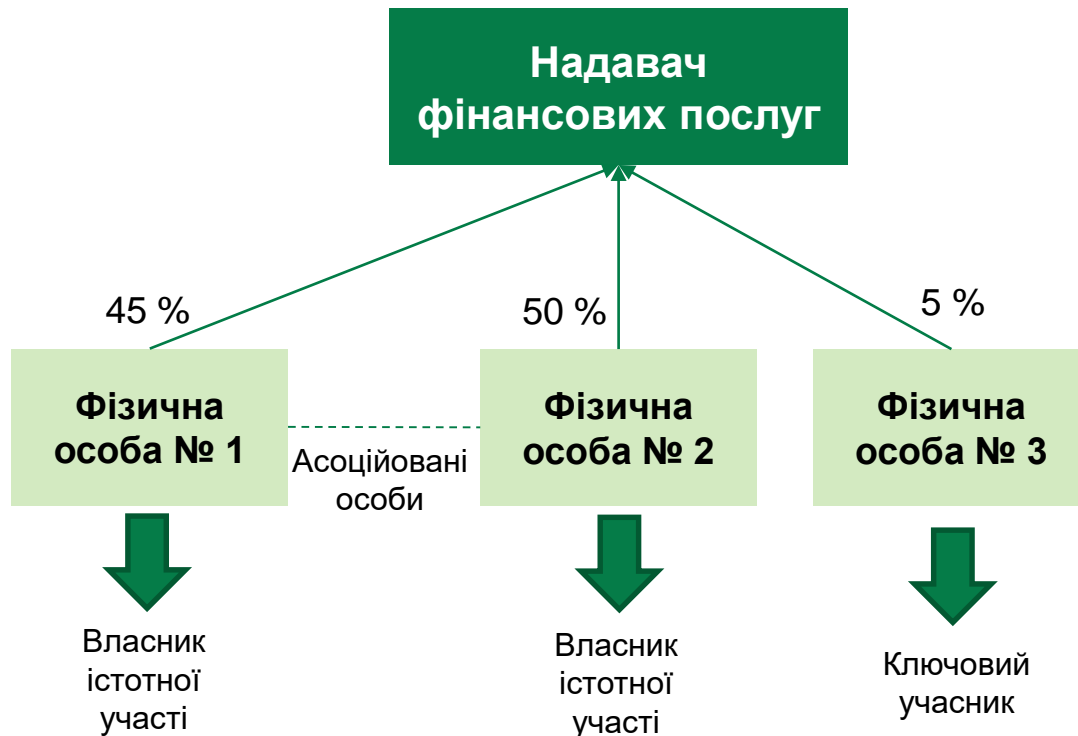 Надавач
фінансових послуг
45 %
50 %
5 %
Фізична
особа № 1
Асоційовані
особи
Фізична
особа № 2
Фізична
особа № 3
Власник
істотної
участі
Власник
істотної
участі
Ключовий
учасник